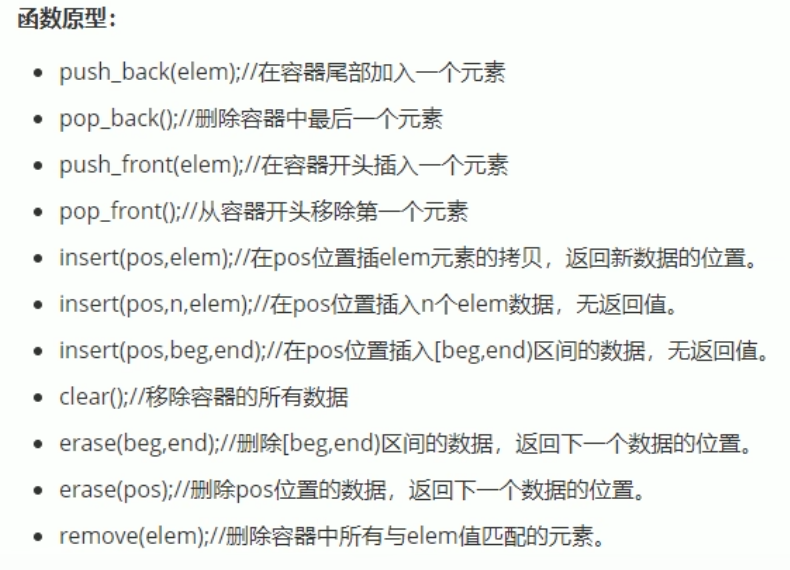 函数原型：
• push_back(elem);//在容器尾部加入一个元素
• pop_back();//删除容器中最后一个元素
• push_front(elem);//在容器开头插入一个元素
• pop_front();//从容器开头移除第一个元素
• insert(pos,elem);//在pos位置插elem元素的拷贝，返回新数据的位置。
• insert(pos,n,elem);//在pos位置插入n个elem数据，无返回值。
• insert(pos,beg,end);//在pos位置插入[beg,end)区间的数据，无返回值。
• clear();//移除容器的所有数据
• erase(beg,end);//删除[beg,end)区间的数据，返回下一个数据的位置。
• erase(pos);//删除pos位置的数据，返回下一个数据的位置。
• remove(elem);//删除容器中所有与elem值匹配的元素。